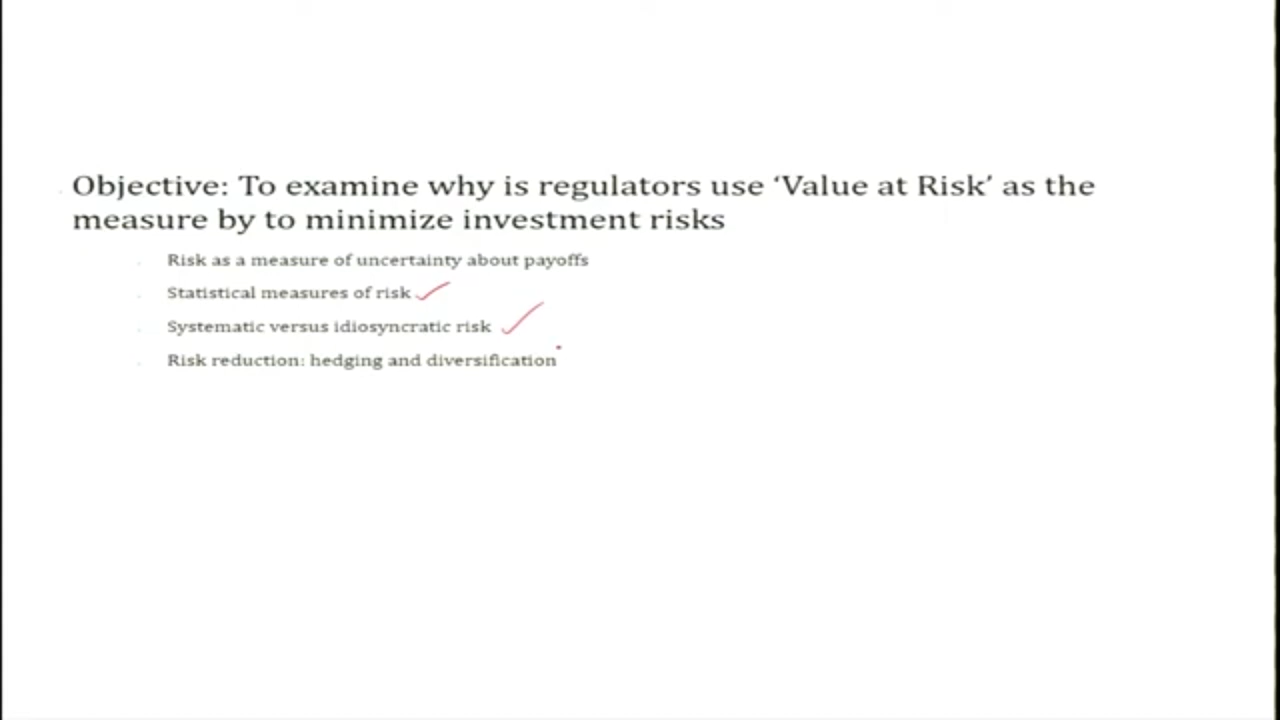 Objective: To examine why is regulators use ‘Value at Risk’ as the
measure by to minimize investment risks
Risk as a measure of uncertainty about payoffs
Statistical measures of risk
Systematic versus idiosyncratic risk
Risk reduction: hedging and diversification